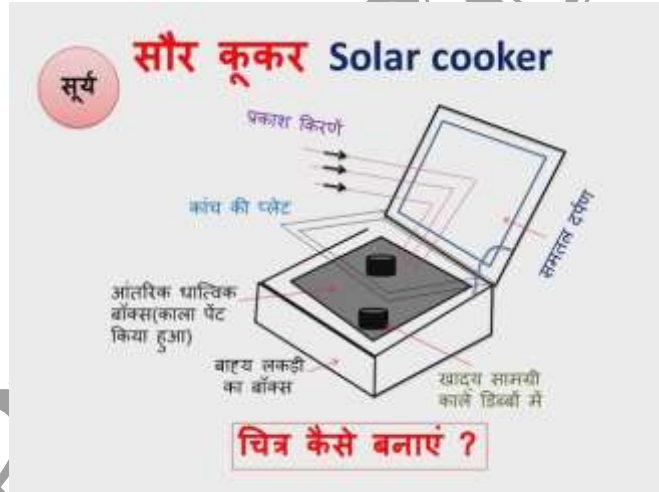 सौर कूकर Solar cooker
सूर्य
प्रकाश किरणें
कांच की प्लेट
समतल दर्पण
आंतरिक धात्विक
बॉक्स(काला पेंट
किया हुआ)
बाह्य लकड़ी
का बॉक्स
खाद्य सामग्री
काले डिब्बों में
चित्र कैसे बनाएं ?